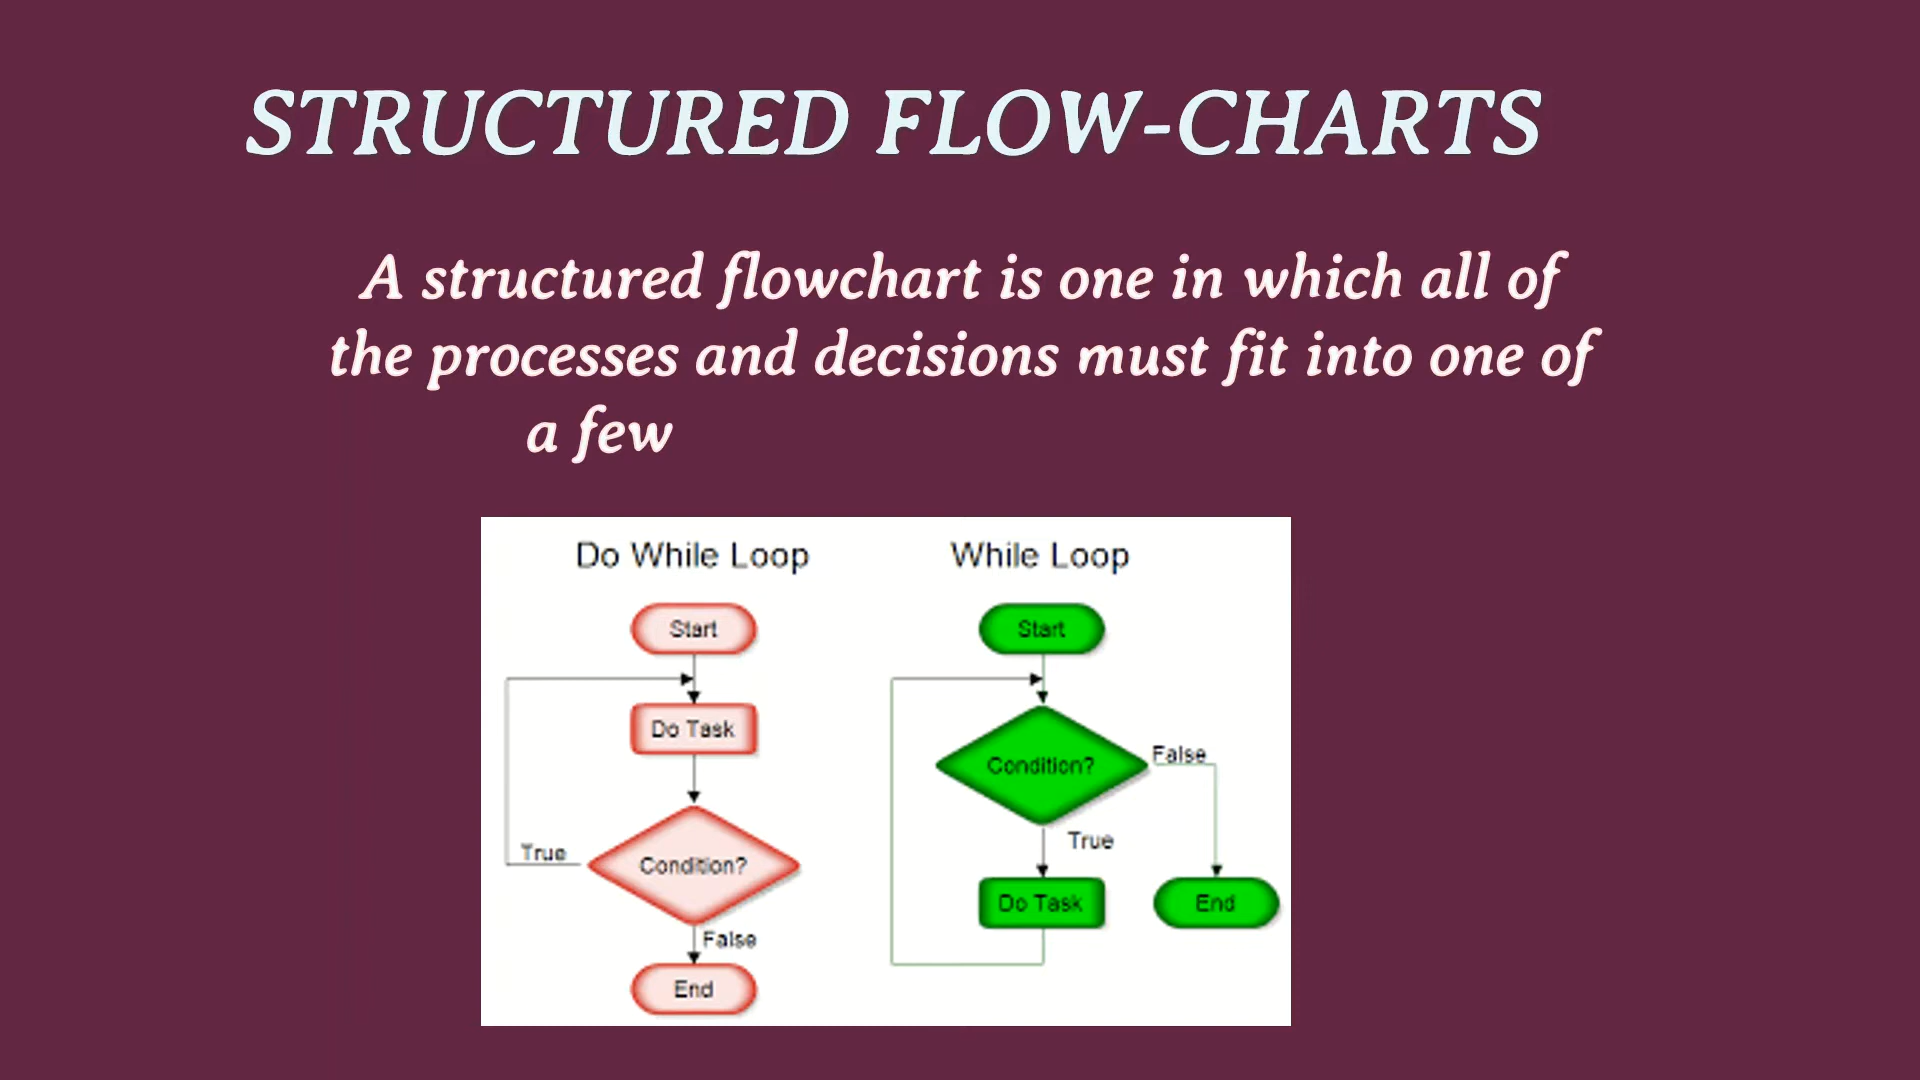 STRUCTURED FLOW-CHARTS
A structured flowchart is one in which all of
the processes and decisions must fit into one of
a few
Do While Loop
Start
Do Task
Condition?
True
False
End
While Loop
Start
Condition?
False
True
Do Task
End